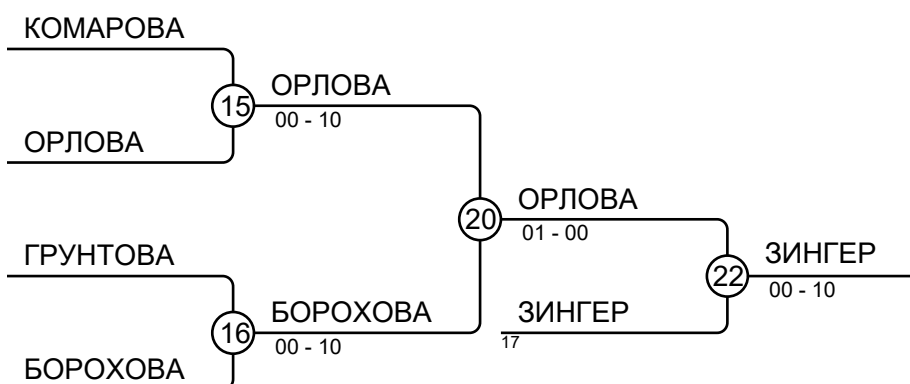 КОМАРОВА
15
ОРЛОВА
00 - 10
ОРЛОВА
20
ОРЛОВА
01 - 00
ГРУНТОВА
16
БОРОХОВА
00 - 10
БОРОХОВА
ЗИНГЕР
17
22
ЗИНГЕР
00 - 10